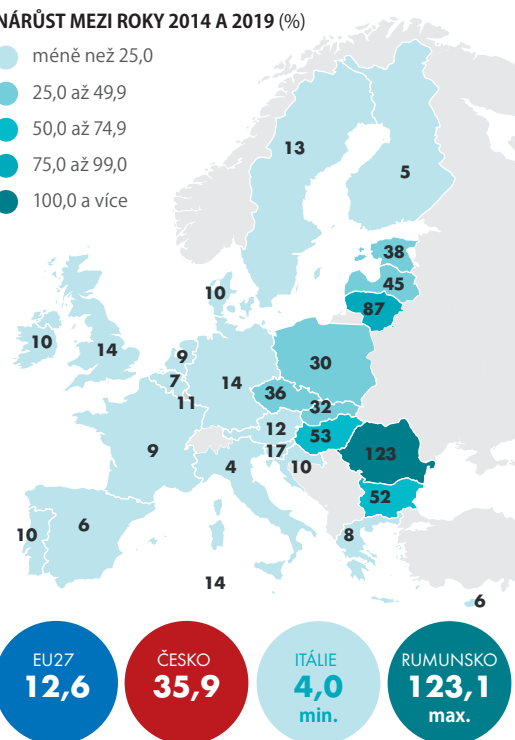 NÁRŮST MEZI ROKY 2014 A 2019 (%)
méně než 25,0
25,0 až 49,9
50,0 až 74,9
75,0 až 99,0
100,0 a více
13
5
38
45
87
10
10
14
9
7
11
14
30
36
32
12
53
17
10
123
9
4
52
10
6
8
14
6
EU27
12,6
ČESKO
35,9
ITÁLIE
4,0
min.
RUMUNSKO
123,1
max.